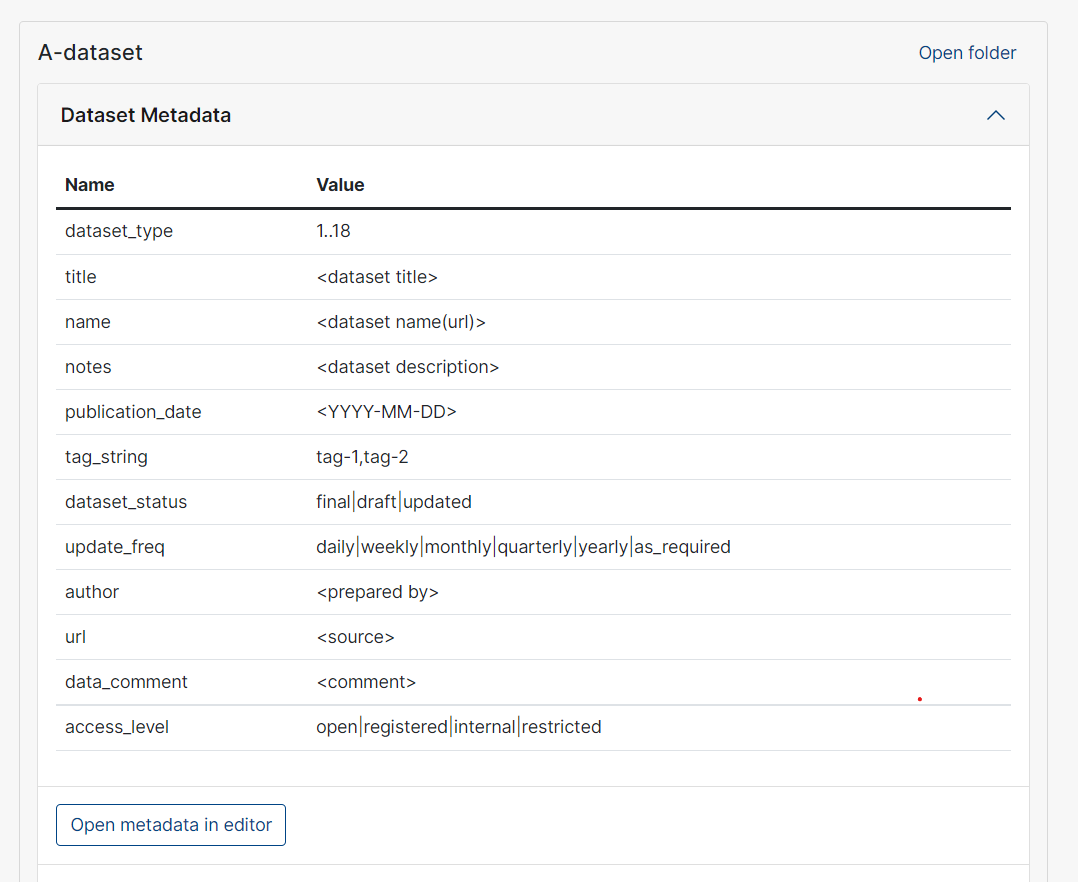 A-dataset Open folder
Dataset Metadata
Name Value
dataset_type 1..18
title <dataset title>
name <dataset name(url)>
notes <dataset description>
publication_date <YYYY-MM-DD>
tag_string tag-1,tag-2
dataset_status final|draft|updated
update_freq daily|weekly|monthly|quarterly|yearly|as_required
author <prepared by>
url <source>
data_comment <comment>
access_level open|registered|internal|restricted
Open metadata in editor